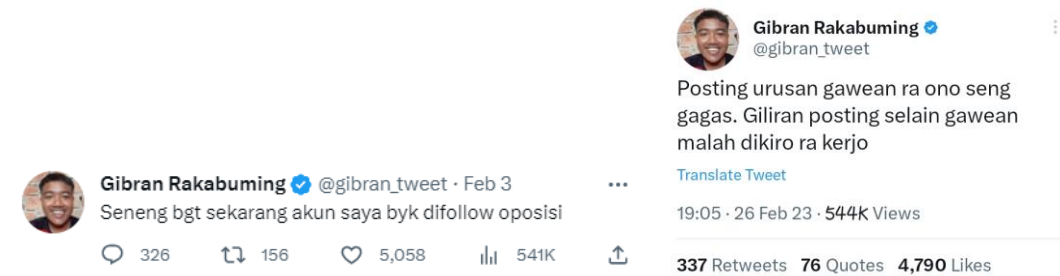 Gibran Rakabuming @gibran_tweet · Feb 3
Seneng bgt sekarang akun saya byk difollow oposisi
326 156 5,058 541K
Gibran Rakabuming
@gibran_tweet
Posting urusan gawean ra ono seng
gagas. Giliran posting selain gawean
malah dikiro ra kerjo
Translate Tweet
19:05 · 26 Feb 23 · 544K Views
337 Retweets 76 Quotes 4,790 Likes